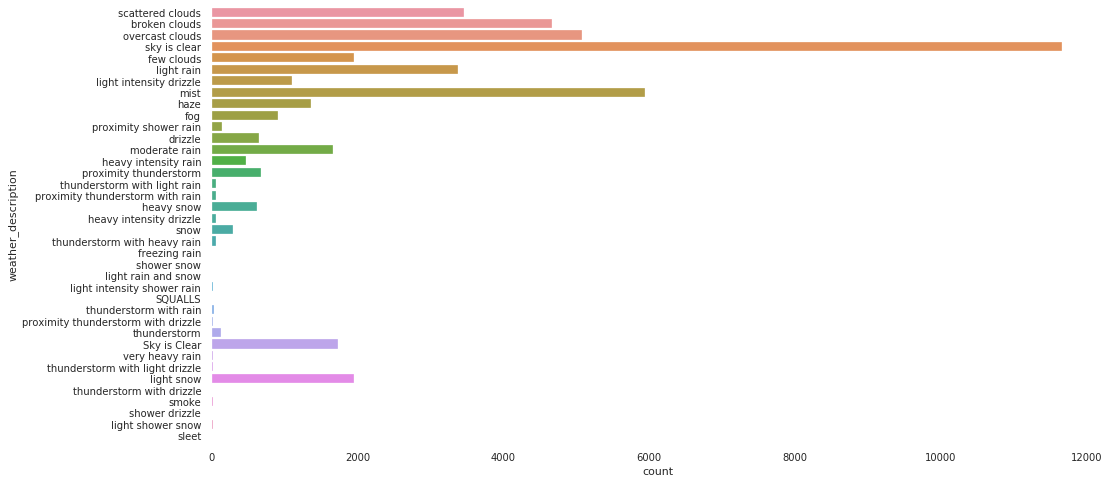 scattered clouds
broken clouds
overcast clouds
sky is clear
few clouds
light rain
light intensity drizzle
mist
haze
fog
proximity shower rain
drizzle
moderate rain
heavy intensity rain
proximity thunderstorm
thunderstorm with light rain
proximity thunderstorm with rain
heavy snow
heavy intensity drizzle
snow
thunderstorm with heavy rain
freezing rain
shower snow
light rain and snow
light intensity shower rain
SQUALLS
thunderstorm with rain
proximity thunderstorm with drizzle
thunderstorm
Sky is Clear
very heavy rain
thunderstorm with light drizzle
light snow
thunderstorm with drizzle
smoke
shower drizzle
light shower snow
sleet
weather_description
0 2000 4000 6000 8000 10000 12000
count